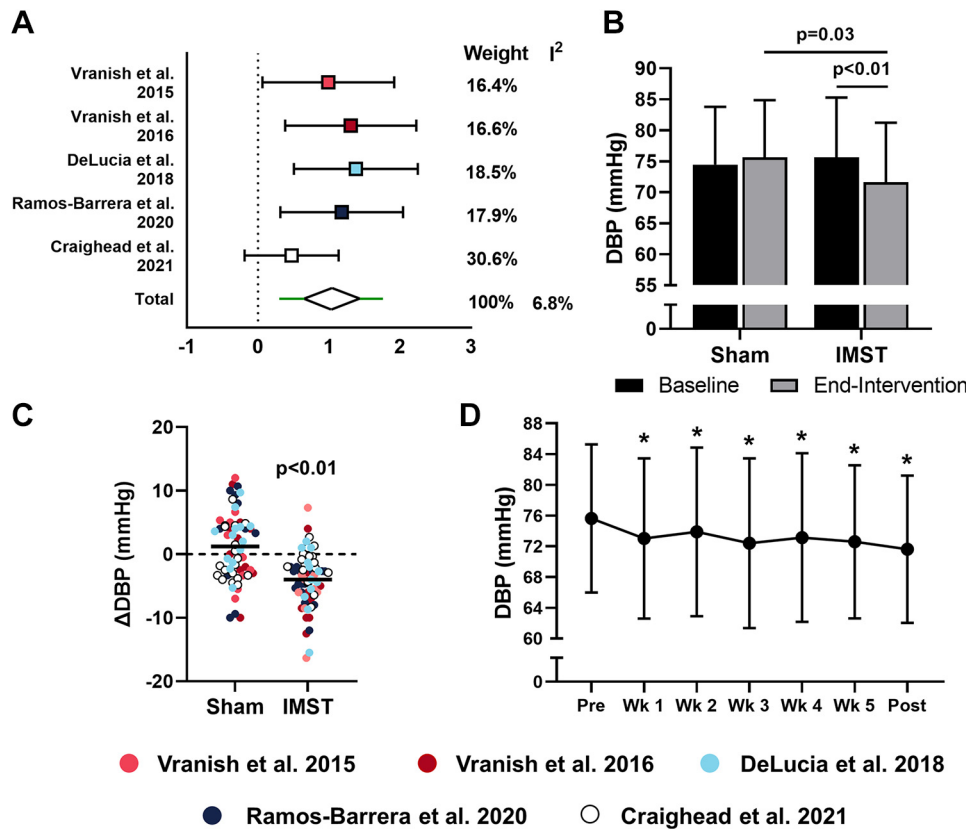 A
Weight I²
Vranish et al.
2015
16.4%
Vranish et al.
2016
16.6%
DeLucia et al.
2018
18.5%
Ramos-Barrera et al.
2020
17.9%
Craighead et al.
2021
30.6%
Total
100% 6.8%
-1 0 1 2 3
B
p=0.03
p<0.01
DBP (mmHg)
90
85
80
75
70
65
60
55
0
Sham IMST
Baseline End-Intervention
C
p<0.01
ΔDBP (mmHg)
20
10
0
-10
-20
Sham IMST
D
DBP (mmHg)
88
84
80
76
72
68
64
60
0
* * * * * *
Pre Wk 1 Wk 2 Wk 3 Wk 4 Wk 5 Post
Vranish et al. 2015 Vranish et al. 2016 DeLucia et al. 2018
Ramos-Barrera et al. 2020 Craighead et al. 2021